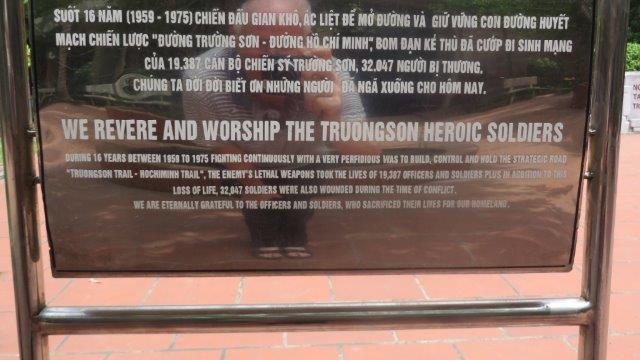 SUỐT 16 NĂM (1959 - 1975) CHIẾN ĐẤU GIAN KHỔ, ÁC LIỆT ĐỂ MỞ ĐƯỜNG VÀ GIỮ VỮNG CON ĐƯỜNG HUYẾT
MẠCH CHIẾN LƯỢC "ĐƯỜNG TRƯỜNG SƠN - ĐƯỜNG HỒ CHÍ MINH", BOM ĐẠN KẺ THÙ ĐÃ CƯỚP ĐI SINH MẠNG
CỦA 19.387 CÁN BỘ CHIẾN SỸ TRƯỜNG SƠN, 32.047 NGƯỜI BỊ THƯƠNG.
CHÚNG TA ĐỜI ĐỜI BIẾT ƠN NHỮNG NGƯỜI ĐÃ NGÃ XUỐNG CHO HÔM NAY.
WE REVERE AND WORSHIP THE TRUONGSON HEROIC SOLDIERS
DURING 16 YEARS BETWEEN 1959 TO 1975 FIGHTING CONTINUOUSLY WITH A VERY PERFIDIOUS WAS TO BUILD, CONTROL AND HOLD THE STRATEGIC ROAD
"TRUONGSON TRAIL - HOCHIMINH TRAIL", THE ENEMY'S LETHAL WEAPONS TOOK THE LIVES OF 19,387 OFFICERS AND SOLDIERS PLUS IN ADDITION TO THIS
LOSS OF LIFE, 32,047 SOLDIERS WERE ALSO WOUNDED DURING THE TIME OF CONFLICT.
WE ARE ETERNALLY GRATEFUL TO THE OFFICERS AND SOLDIERS, WHO SACRIFICED THEIR LIVES FOR OUR HOMELAND.